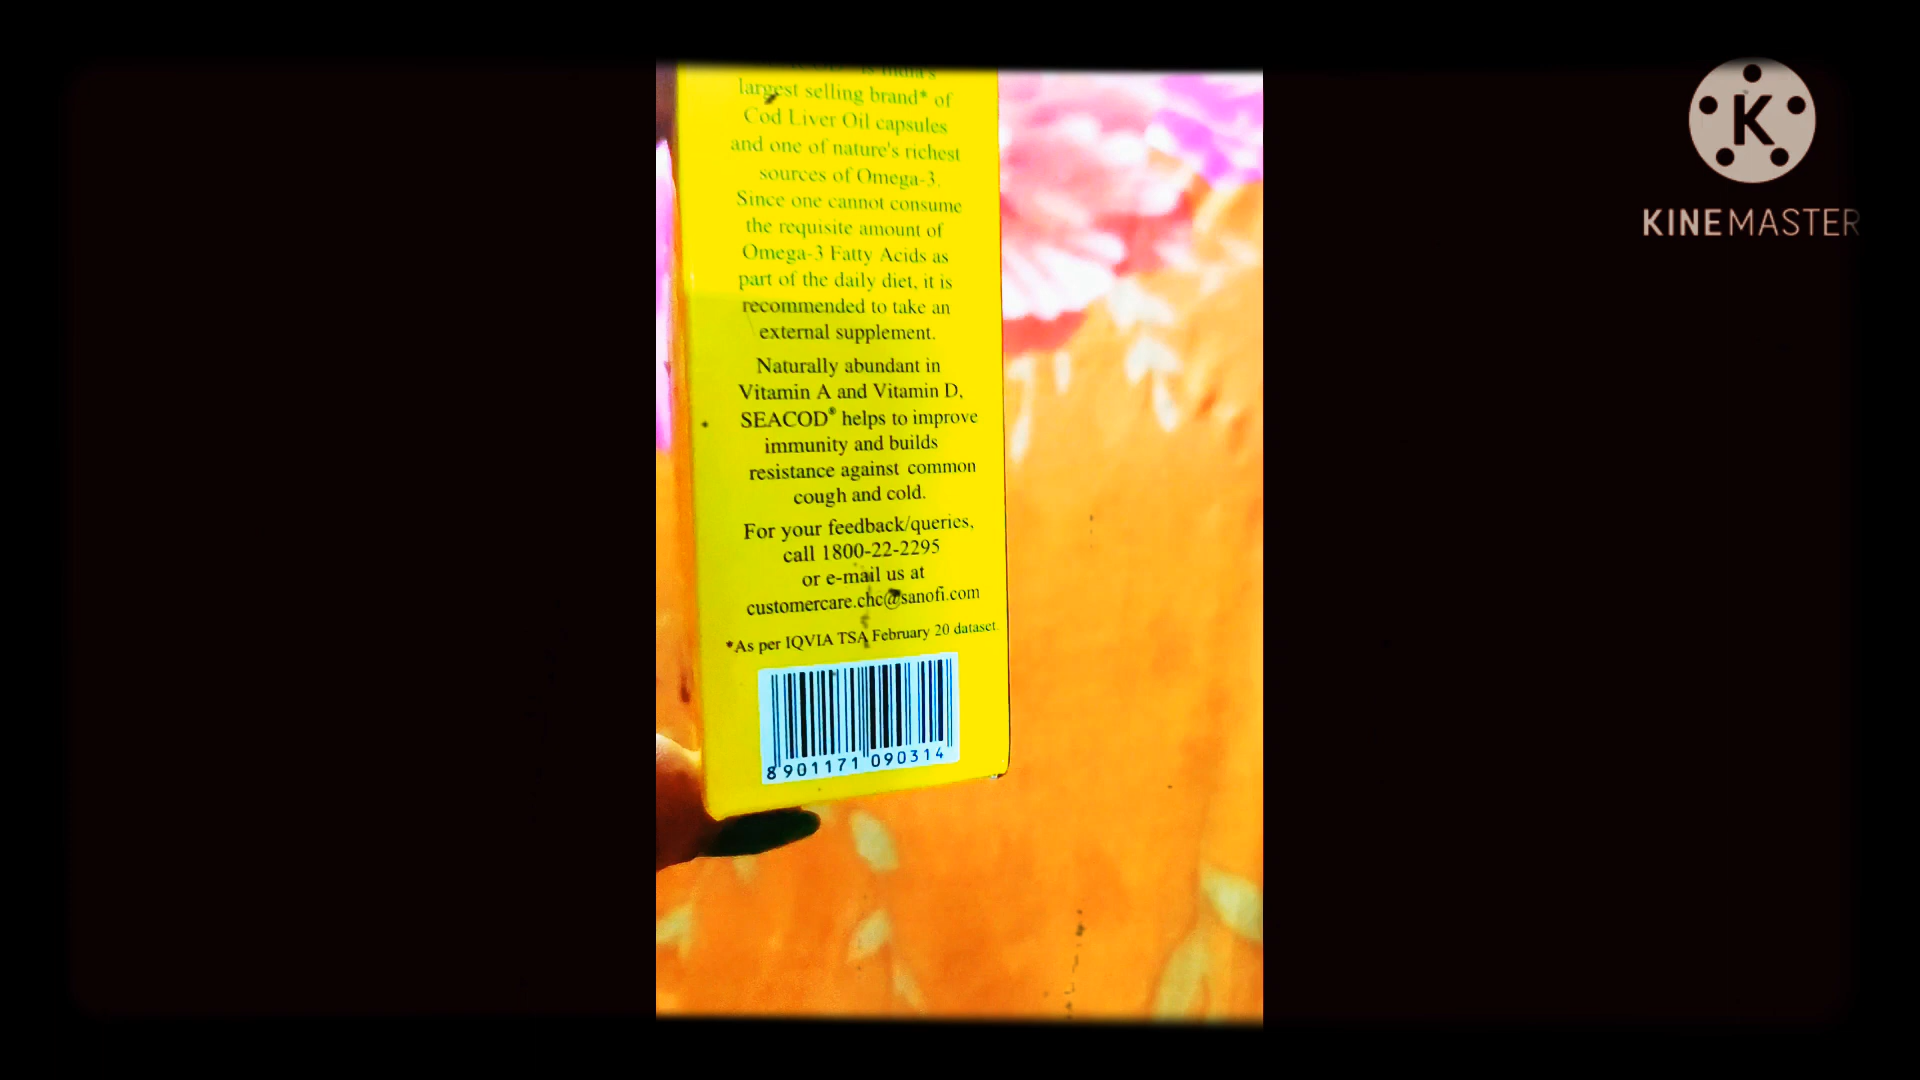 is India's
largest selling brand* of
Cod Liver Oil capsules
and one of nature's richest
sources of Omega-3.
Since one cannot consume
the requisite amount of
Omega-3 Fatty Acids as
part of the daily diet, it is
recommended to take an
external supplement.
Naturally abundant in
Vitamin A and Vitamin D,
SEACOD® helps to improve
immunity and builds
resistance against common
cough and cold.
For your feedback/queries,
call 1800-22-2295
or e-mail us at
customercare.chc@sanofi.com
*As per IQVIA TSA February 20 dataset.
8901171 090314
K
KINEMASTER